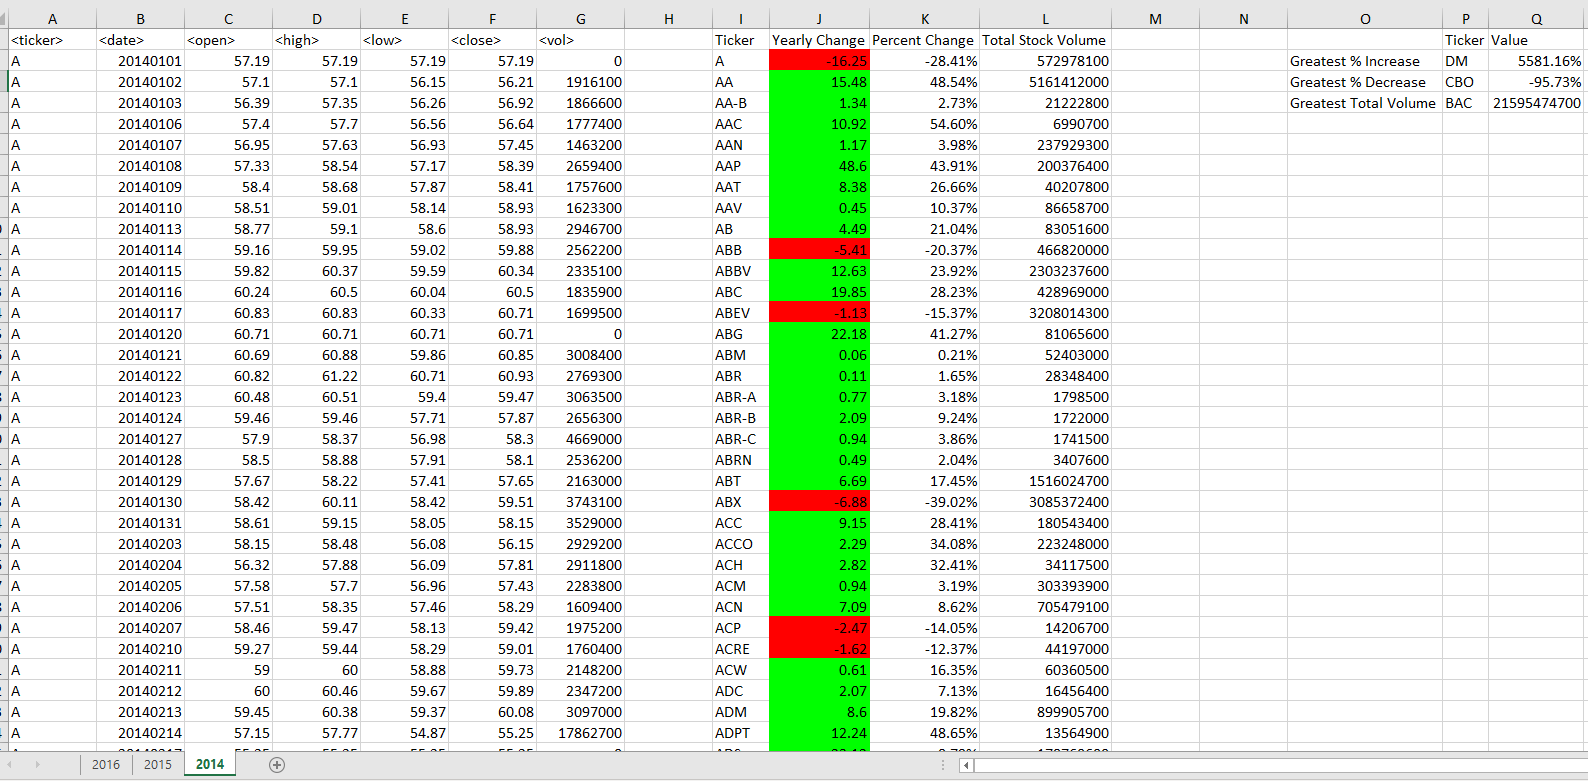 A B C D E F G H I J K L M N O P Q
<ticker> <date> <open> <high> <low> <close> <vol> Ticker Yearly Change Percent Change Total Stock Volume Ticker Value
A 20140101 57.19 57.19 57.19 57.19 0 A -16.25 -28.41% 572978100 Greatest % Increase DM 5581.16%
A 20140102 57.1 57.1 56.15 56.21 1916100 AA 15.48 48.54% 5161412000 Greatest % Decrease CBO -95.73%
A 20140103 56.39 57.35 56.26 56.92 1866600 AA-B 1.34 2.73% 21222800 Greatest Total Volume BAC 21595474700
A 20140106 57.4 57.7 56.56 56.64 1777400 AAC 10.92 54.60% 6990700
A 20140107 56.95 57.63 56.93 57.45 1463200 AAN 1.17 3.98% 237929300
A 20140108 57.33 58.54 57.17 58.39 2659400 AAP 48.6 43.91% 200376400
A 20140109 58.4 58.68 57.87 58.41 1757600 AAT 8.38 26.66% 40207800
A 20140110 58.51 59.01 58.14 58.93 1623300 AAV 0.45 10.37% 86658700
A 20140113 58.77 59.1 58.6 58.93 2946700 AB 4.49 21.04% 83051600
A 20140114 59.16 59.95 59.02 59.88 2562200 ABB -5.41 -20.37% 466820000
A 20140115 59.82 60.37 59.59 60.34 2335100 ABBV 12.63 23.92% 2303237600
A 20140116 60.24 60.5 60.04 60.5 1835900 ABC 19.85 28.23% 428969000
A 20140117 60.83 60.83 60.33 60.71 1699500 ABEV -1.13 -15.37% 3208014300
A 20140120 60.71 60.71 60.71 60.71 0 ABG 22.18 41.27% 81065600
A 20140121 60.69 60.88 59.86 60.85 3008400 ABM 0.06 0.21% 52403000
A 20140122 60.82 61.22 60.71 60.93 2769300 ABR 0.11 1.65% 28348400
A 20140123 60.48 60.51 59.4 59.47 3063500 ABR-A 0.77 3.18% 1798500
A 20140124 59.46 59.46 57.71 57.87 2656300 ABR-B 2.09 9.24% 1722000
A 20140127 57.9 58.37 56.98 58.3 4669000 ABR-C 0.94 3.86% 1741500
A 20140128 58.5 58.88 57.91 58.1 2536200 ABRN 0.49 2.04% 3407600
A 20140129 57.67 58.22 57.41 57.65 2163000 ABT 6.69 17.45% 1516024700
A 20140130 58.42 60.11 58.42 59.51 3743100 ABX -6.88 -39.02% 3085372400
A 20140131 58.61 59.15 58.05 58.15 3529000 ACC 9.15 28.41% 180543400
A 20140203 58.15 58.48 56.08 56.15 2929200 ACCO 2.29 34.08% 223248000
A 20140204 56.32 57.88 56.09 57.81 2911800 ACH 2.82 32.41% 34117500
A 20140205 57.58 57.7 56.96 57.43 2283800 ACM 0.94 3.19% 303393900
A 20140206 57.51 58.35 57.46 58.29 1609400 ACN 7.09 8.62% 705479100
A 20140207 58.46 59.47 58.13 59.42 1975200 ACP -2.47 -14.05% 14206700
A 20140210 59.27 59.44 58.29 59.01 1760400 ACRE -1.62 -12.37% 44197000
A 20140211 59 60 58.88 59.73 2148200 ACW 0.61 16.35% 60360500
A 20140212 60 60.46 59.67 59.89 2347200 ADC 2.07 7.13% 16456400
A 20140213 59.45 60.38 59.37 60.08 3097000 ADM 8.6 19.82% 899905700
A 20140214 57.15 57.77 54.87 55.25 17862700 ADPT 12.24 48.65% 13564900
2016 2015 2014